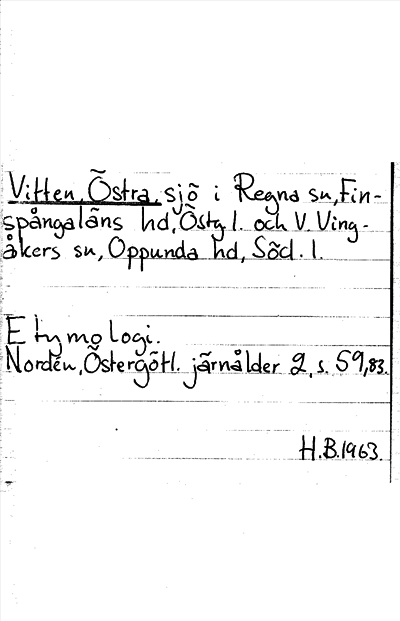 Vitten, Östra, sjö i Regna sn, Fin-
spångaläns hd, Östg l. och V. Ving-
åkers sn, Oppunda hd, Söd. l.
Etymologi.
Nordén, Östergötl. järnålder 2, s. 59, 83.
H.B. 1963.